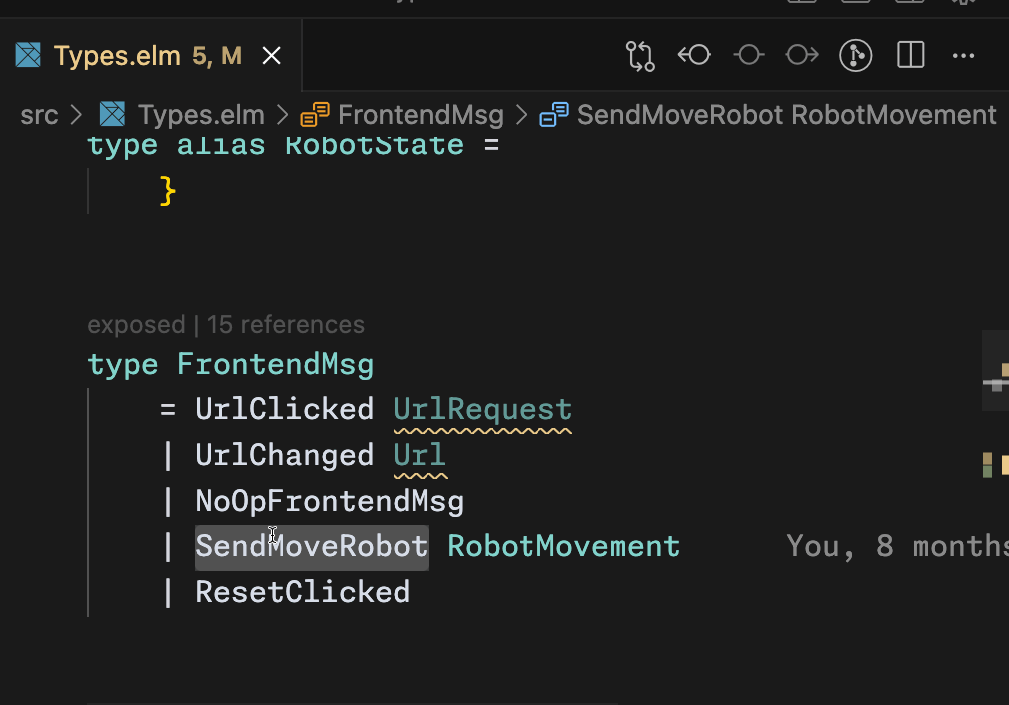 Types.elm 5, M
src > Types.elm > FrontendMsg > SendMoveRobot RobotMovement
type alias RobotState =
}
exposed | 15 references
type FrontendMsg
= UrlClicked UrlRequest
| UrlChanged Url
| NoOpFrontendMsg
| SendMoveRobot RobotMovement You, 8 months
| ResetClicked